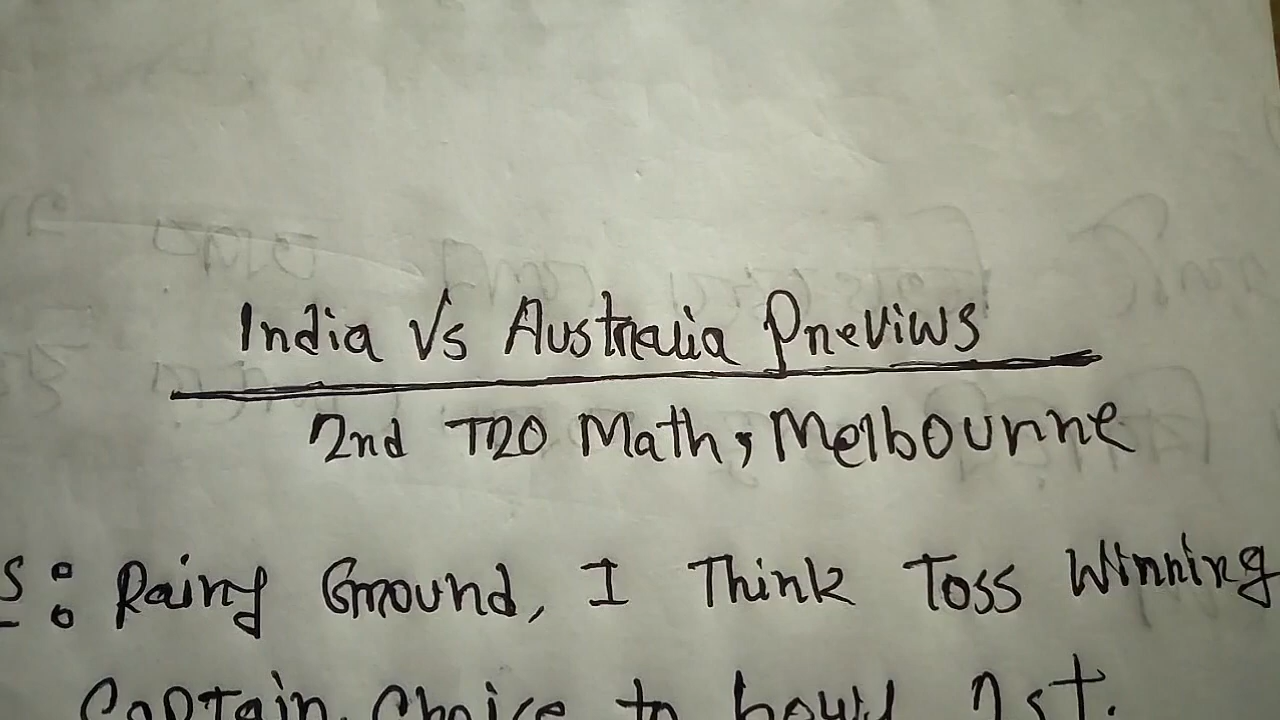 India Vs Australia Previws
2nd T20 Math, Melbourne
s: Rainy Ground, I Think Toss Winning
Captain, Choice to bowl 1st.